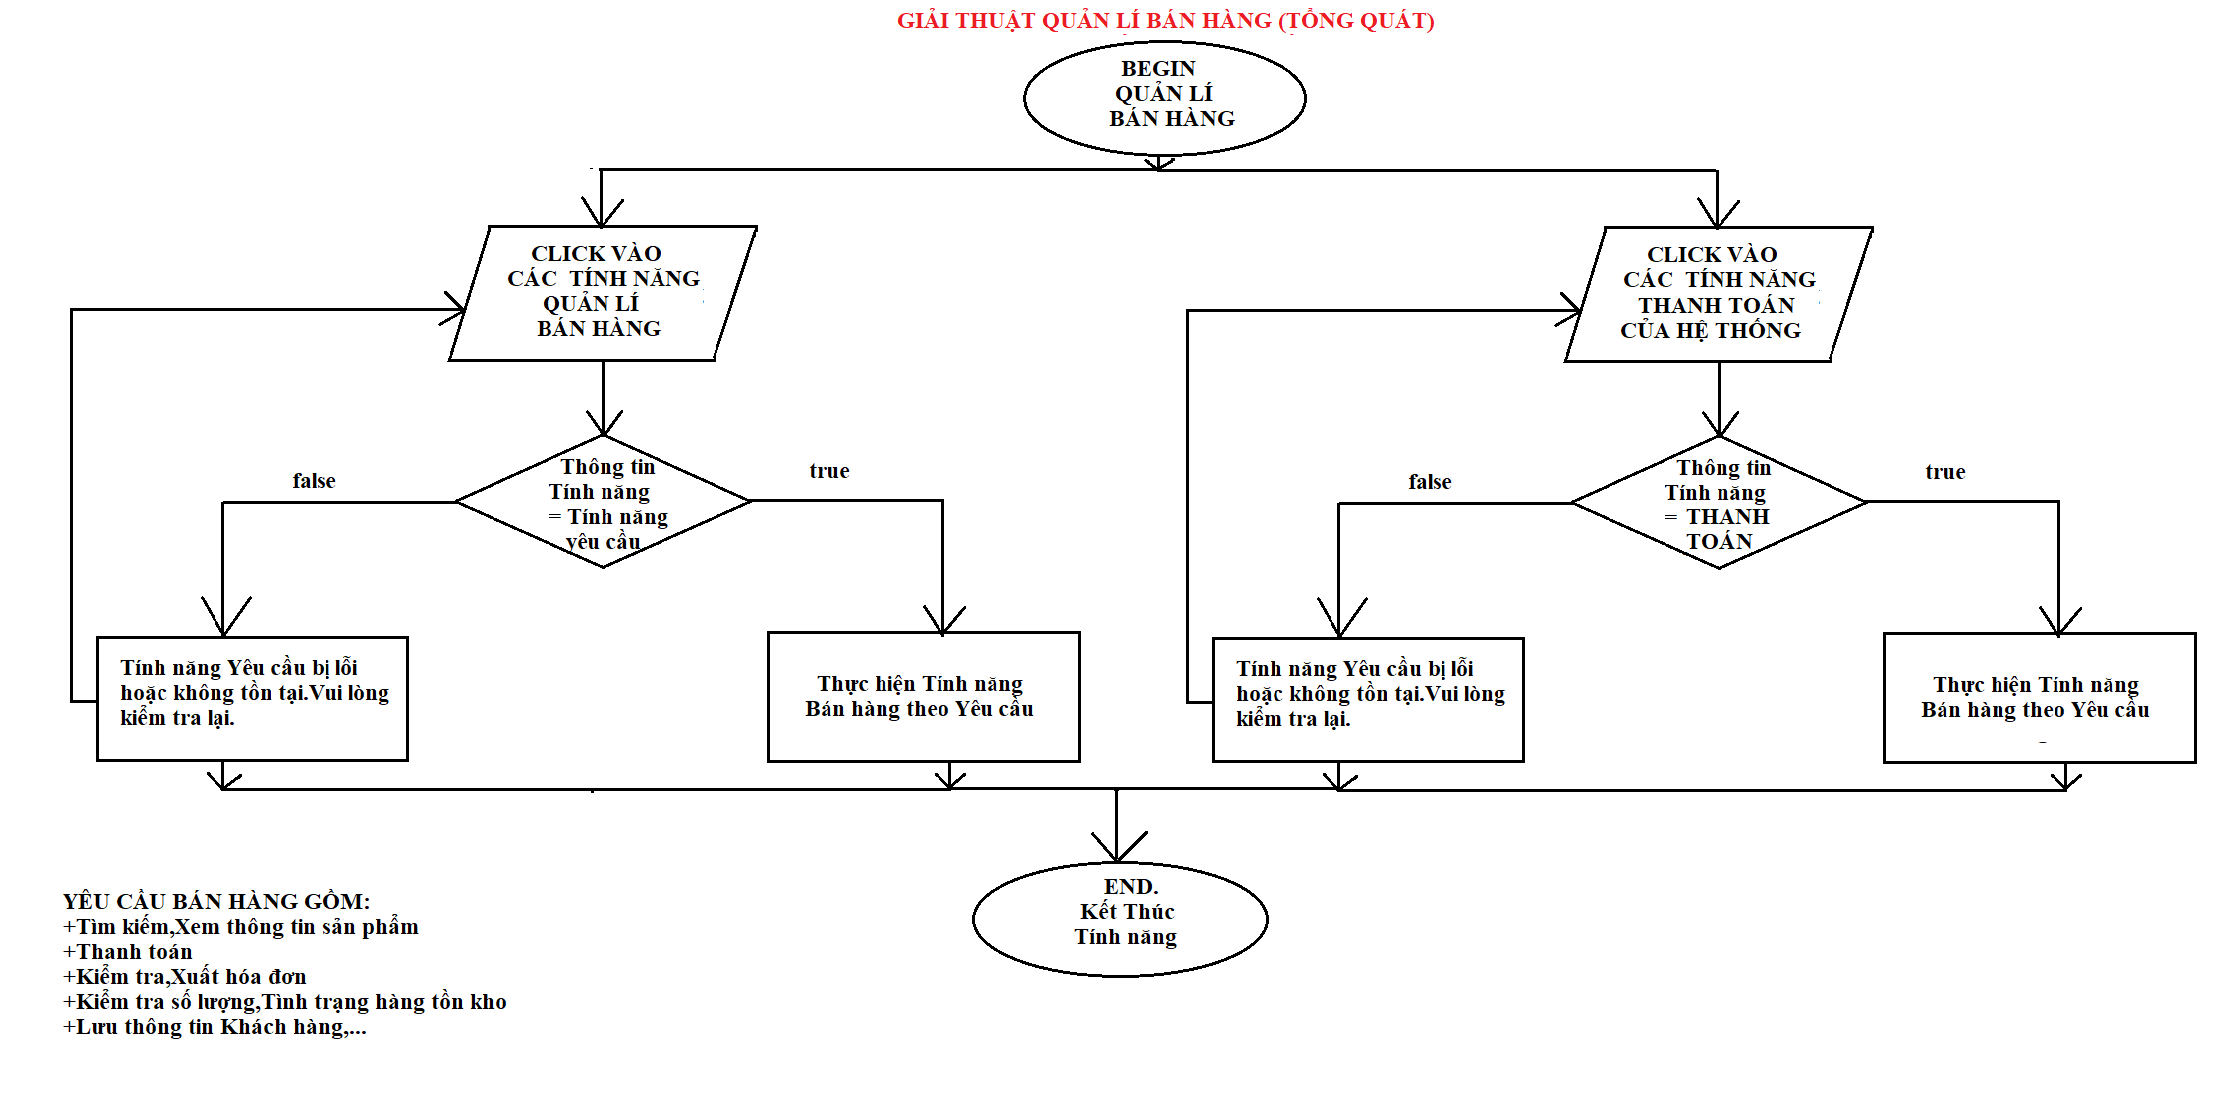 GIẢI THUẬT QUẢN LÍ BÁN HÀNG (TỔNG QUÁT)
BEGIN
QUẢN LÍ
BÁN HÀNG
CLICK VÀO
CÁC TÍNH NĂNG
QUẢN LÍ
BÁN HÀNG
CLICK VÀO
CÁC TÍNH NĂNG
THANH TOÁN
CỦA HỆ THỐNG
false
Thông tin
Tính năng
= Tính năng
yêu cầu
true
false
Thông tin
Tính năng
= THANH
TOÁN
true
Tính năng Yêu cầu bị lỗi
hoặc không tồn tại.Vui lòng
kiểm tra lại.
Thực hiện Tính năng
Bán hàng theo Yêu cầu
Tính năng Yêu cầu bị lỗi
hoặc không tồn tại.Vui lòng
kiểm tra lại.
Thực hiện Tính năng
Bán hàng theo Yêu cầu
END.
Kết Thúc
Tính năng
YÊU CẦU BÁN HÀNG GỒM:
+Tìm kiếm,Xem thông tin sản phẩm
+Thanh toán
+Kiểm tra,Xuất hóa đơn
+Kiểm tra số lượng,Tình trạng hàng tồn kho
+Lưu thông tin Khách hàng,...